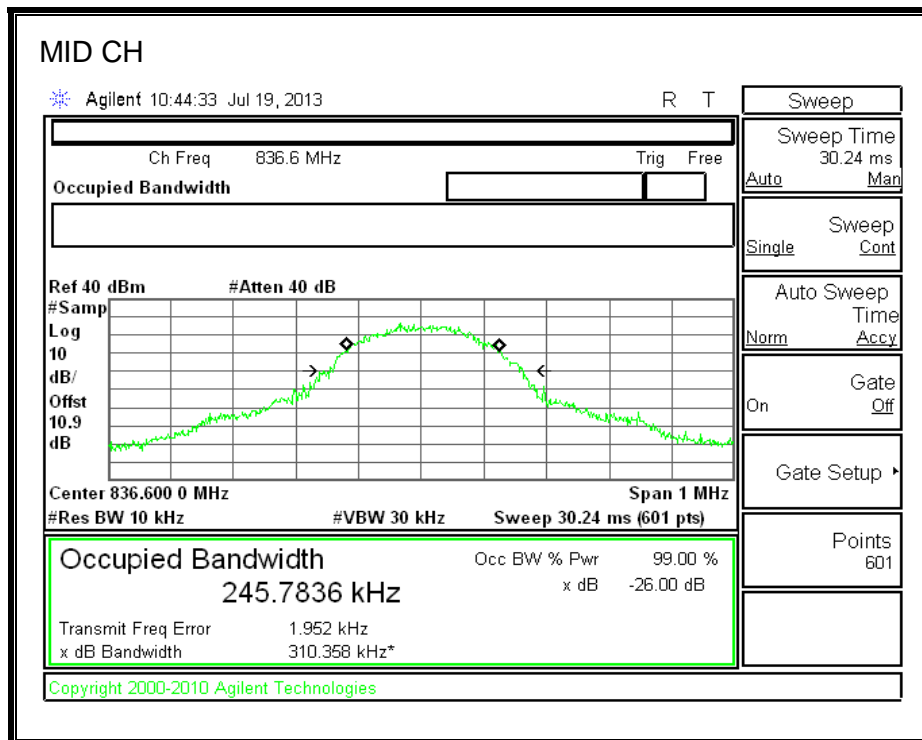 MID CH
Agilent 10:44:33 Jul 19, 2013 R T
Ch Freq 836.6 MHz Trig Free
Occupied Bandwidth
Ref 40 dBm #Atten 40 dB
#Samp
Log
10
dB/
Offst
10.9
dB
Center 836.600 0 MHz Span 1 MHz
#Res BW 10 kHz #VBW 30 kHz Sweep 30.24 ms (601 pts)
Occupied Bandwidth Occ BW % Pwr 99.00 %
245.7836 kHz x dB -26.00 dB
Transmit Freq Error 1.952 kHz
x dB Bandwidth 310.358 kHz*
Copyright 2000-2010 Agilent Technologies
Sweep
Sweep Time
30.24 ms
Auto Man
Sweep
Single Cont
Auto Sweep
Time
Norm Accy
Gate
On Off
Gate Setup
Points
601